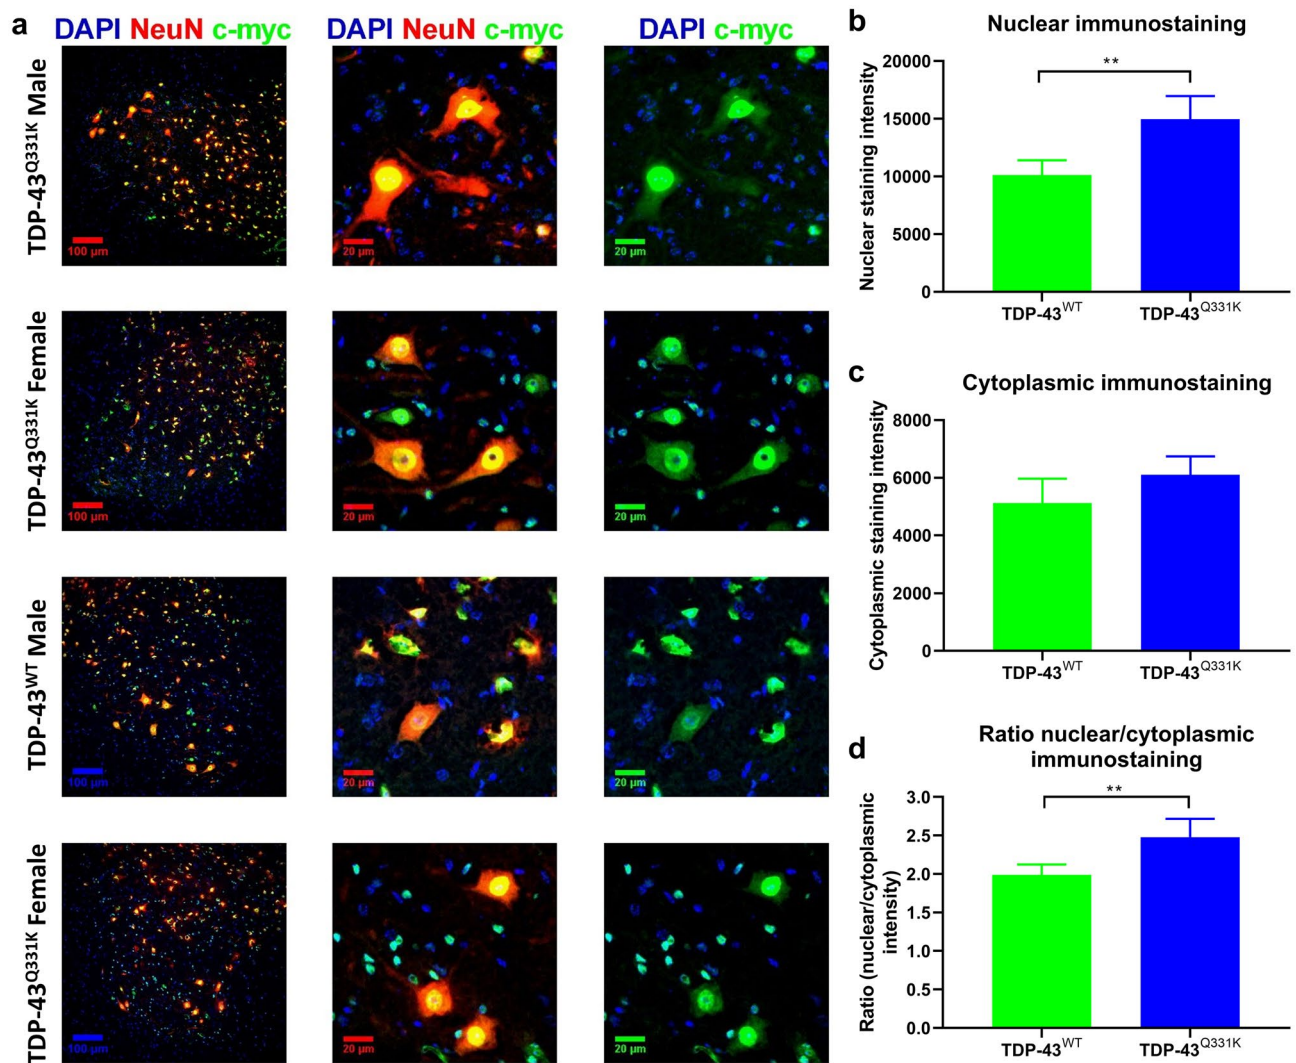 a
DAPI NeuN c-myc
DAPI NeuN c-myc
DAPI c-myc
TDP-43Q331K Male
100 µm
20 µm
20 µm
TDP-43Q331K Female
100 µm
20 µm
20 µm
TDP-43WT Male
100 µm
20 µm
20 µm
TDP-43Q331K Female
100 µm
20 µm
20 µm
b
Nuclear immunostaining
Nuclear staining intensity
20000
15000
10000
5000
0
**
TDP-43WT
TDP-43Q331K
c
Cytoplasmic immunostaining
Cytoplasmic staining intensity
8000
6000
4000
2000
0
TDP-43WT
TDP-43Q331K
d
Ratio nuclear/cytoplasmic
immunostaining
Ratio (nuclear/cytoplasmic
intensity)
3.0
2.5
2.0
1.5
1.0
0.5
0.0
**
TDP-43WT
TDP-43Q331K